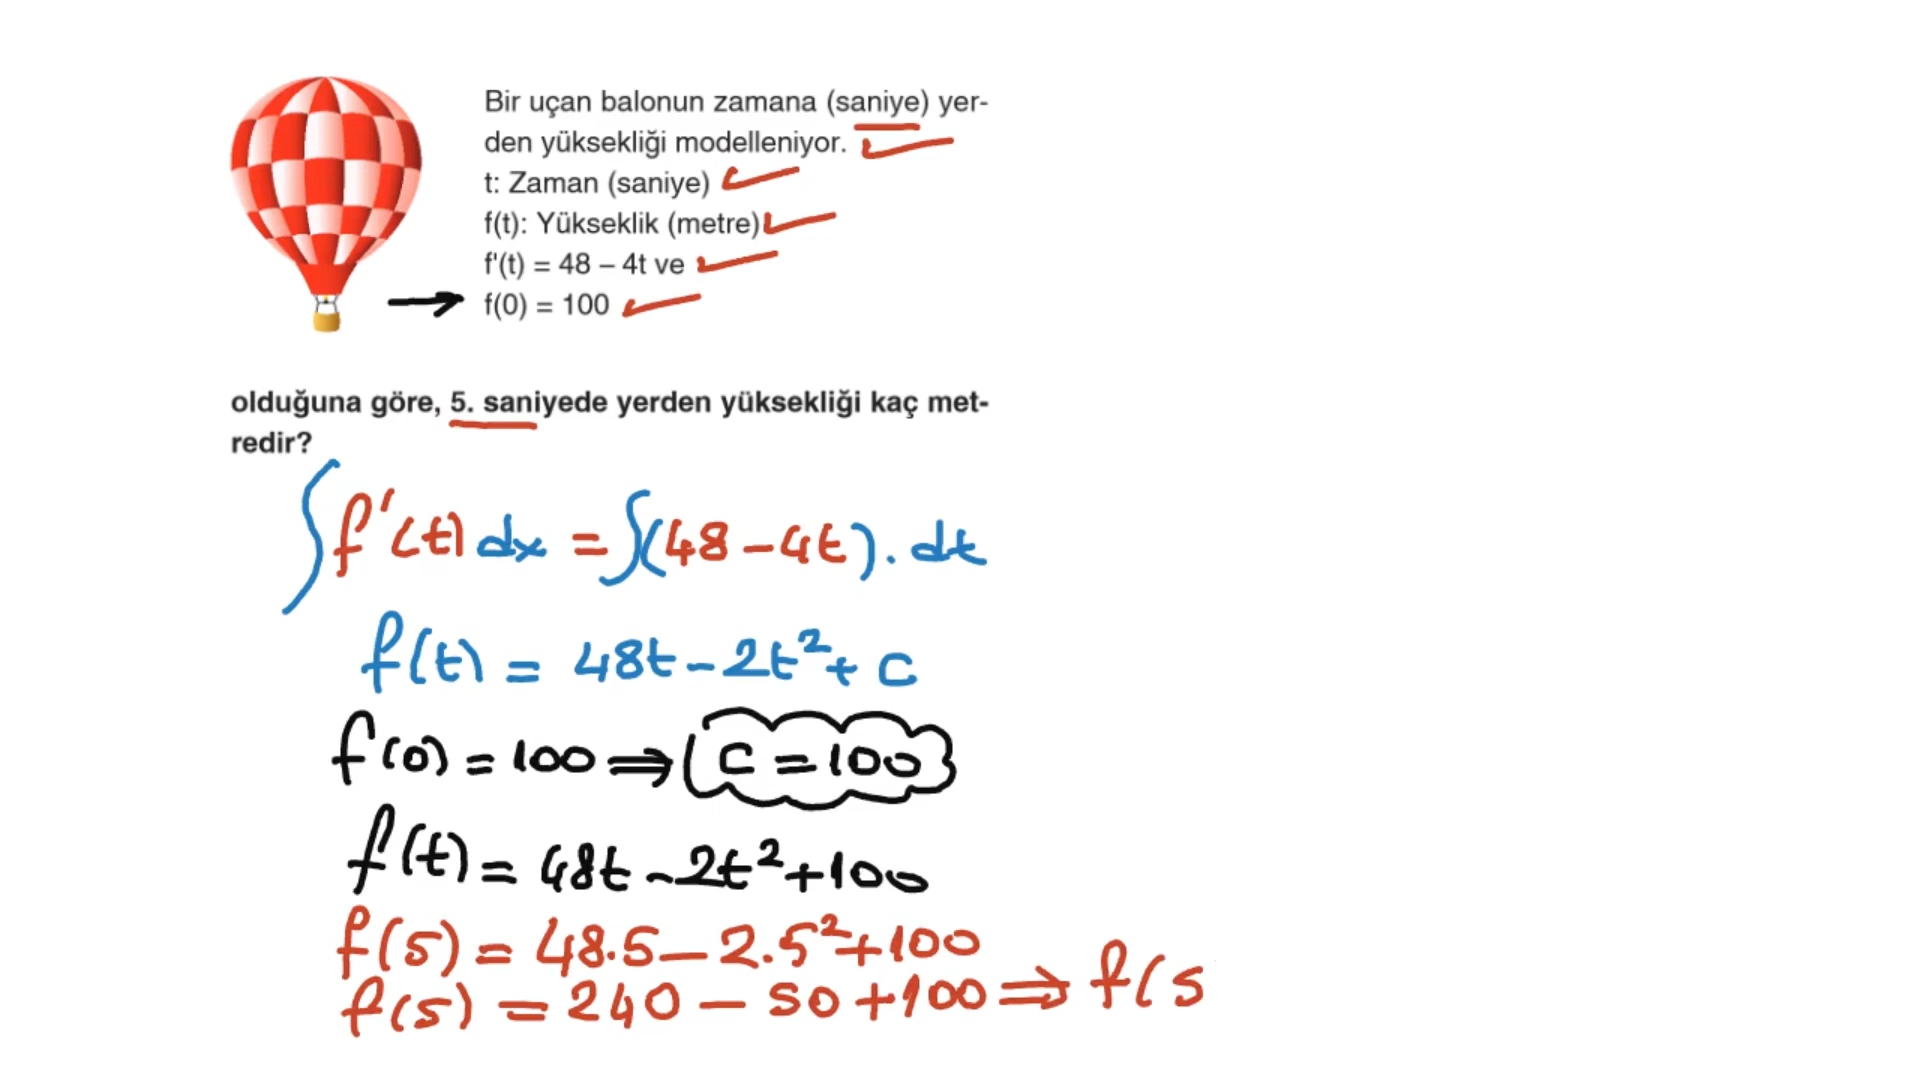 Bir uçan balonun zamana (saniye) yer-
den yüksekliği modelleniyor.
t: Zaman (saniye)
f(t): Yükseklik (metre)
f'(t) = 48 – 4t ve
f(0) = 100
olduğuna göre, 5. saniyede yerden yüksekliği kaç met-
redir?
∫f'(t) dx = ∫(48 - 4t) . dt
f(t) = 48t - 2t² + c
f(0) = 100 ⇒ c = 100
f(t) = 48t - 2t² + 100
f(5) = 48.5 - 2.5² + 100
f(5) = 240 - 50 + 100 ⇒ f(5